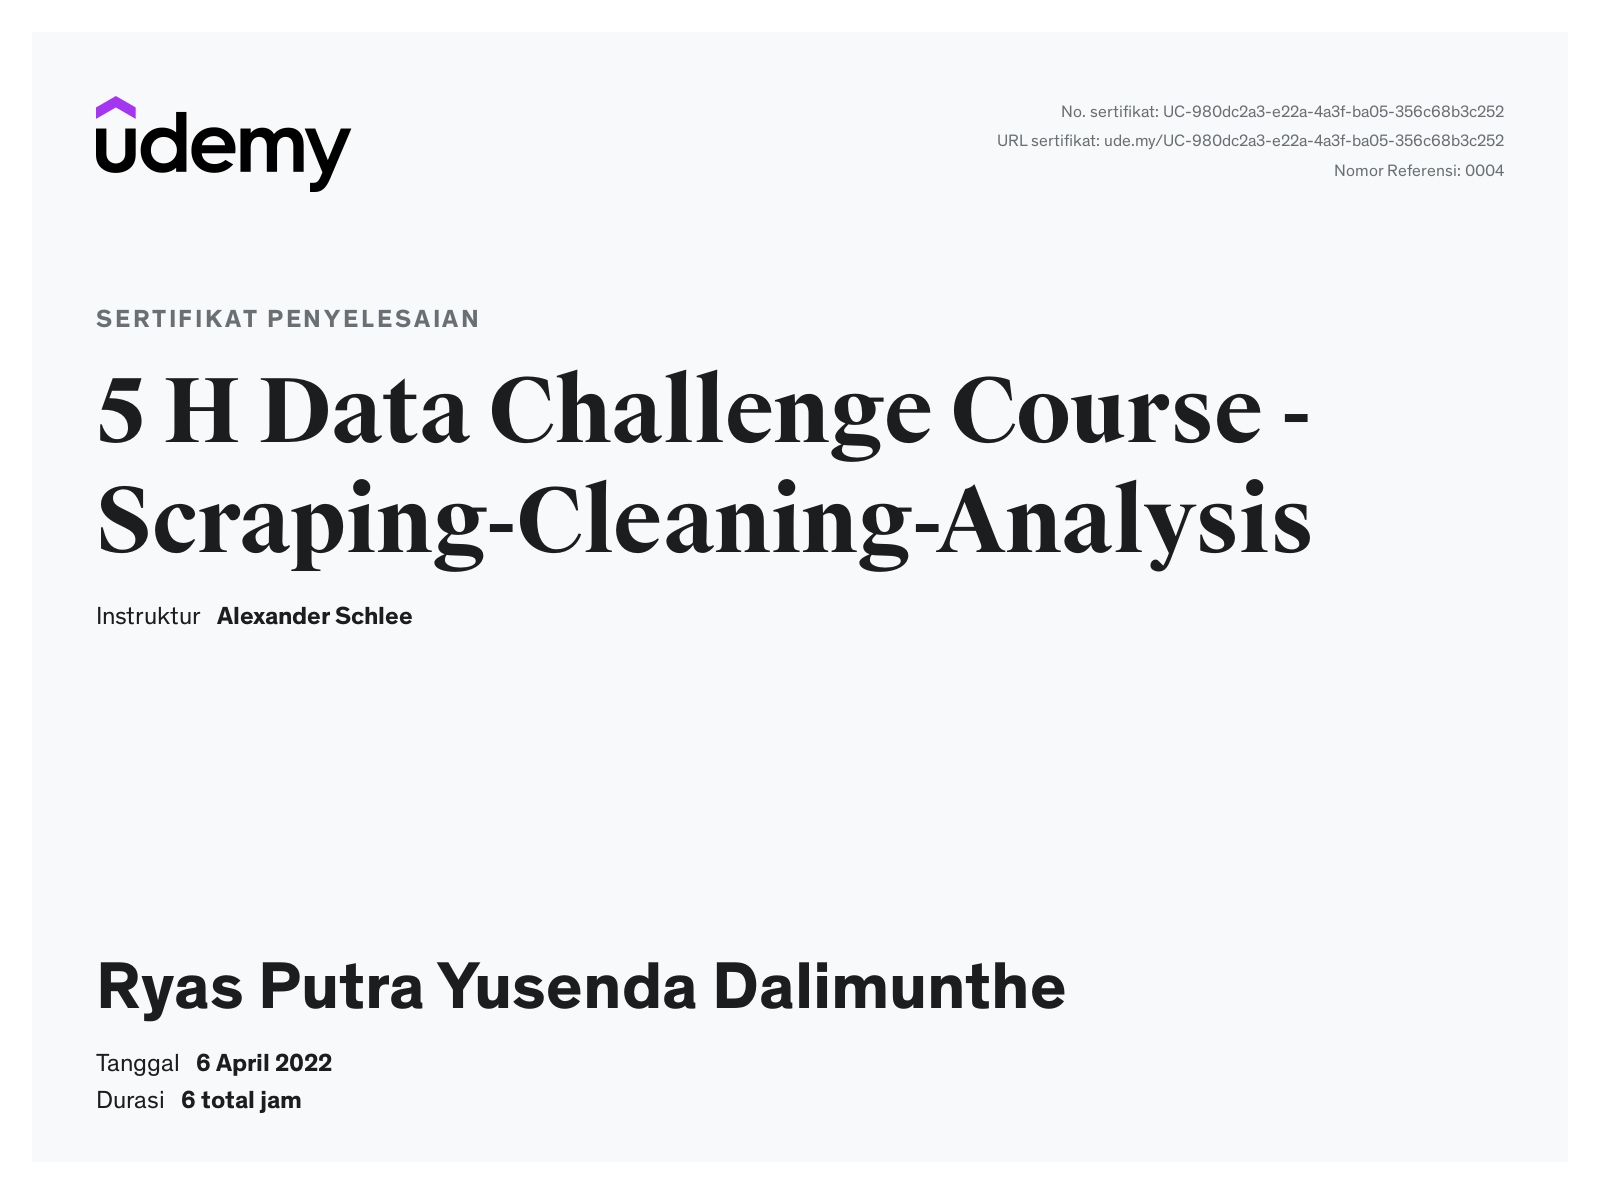 udemy
No. sertifikat: UC-980dc2a3-e22a-4a3f-ba05-356c68b3c252
URL sertifikat: ude.my/UC-980dc2a3-e22a-4a3f-ba05-356c68b3c252
Nomor Referensi: 0004
SERTIFIKAT PENYELESAIAN
5 H Data Challenge Course -
Scraping-Cleaning-Analysis
Instruktur Alexander Schlee
Ryas Putra Yusenda Dalimunthe
Tanggal 6 April 2022
Durasi 6 total jam